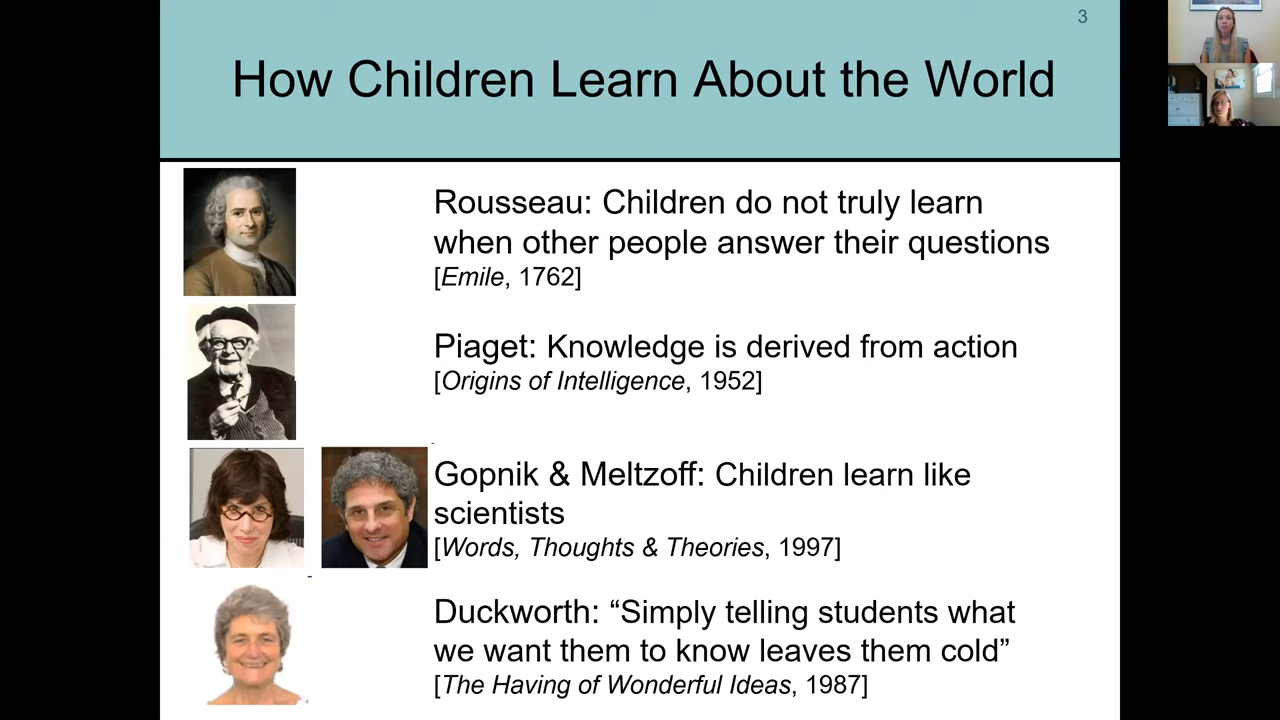 3
How Children Learn About the World
Rousseau: Children do not truly learn
when other people answer their questions
[Emile, 1762]
Piaget: Knowledge is derived from action
[Origins of Intelligence, 1952]
Gopnik & Meltzoff: Children learn like
scientists
[Words, Thoughts & Theories, 1997]
Duckworth: “Simply telling students what
we want them to know leaves them cold”
[The Having of Wonderful Ideas, 1987]